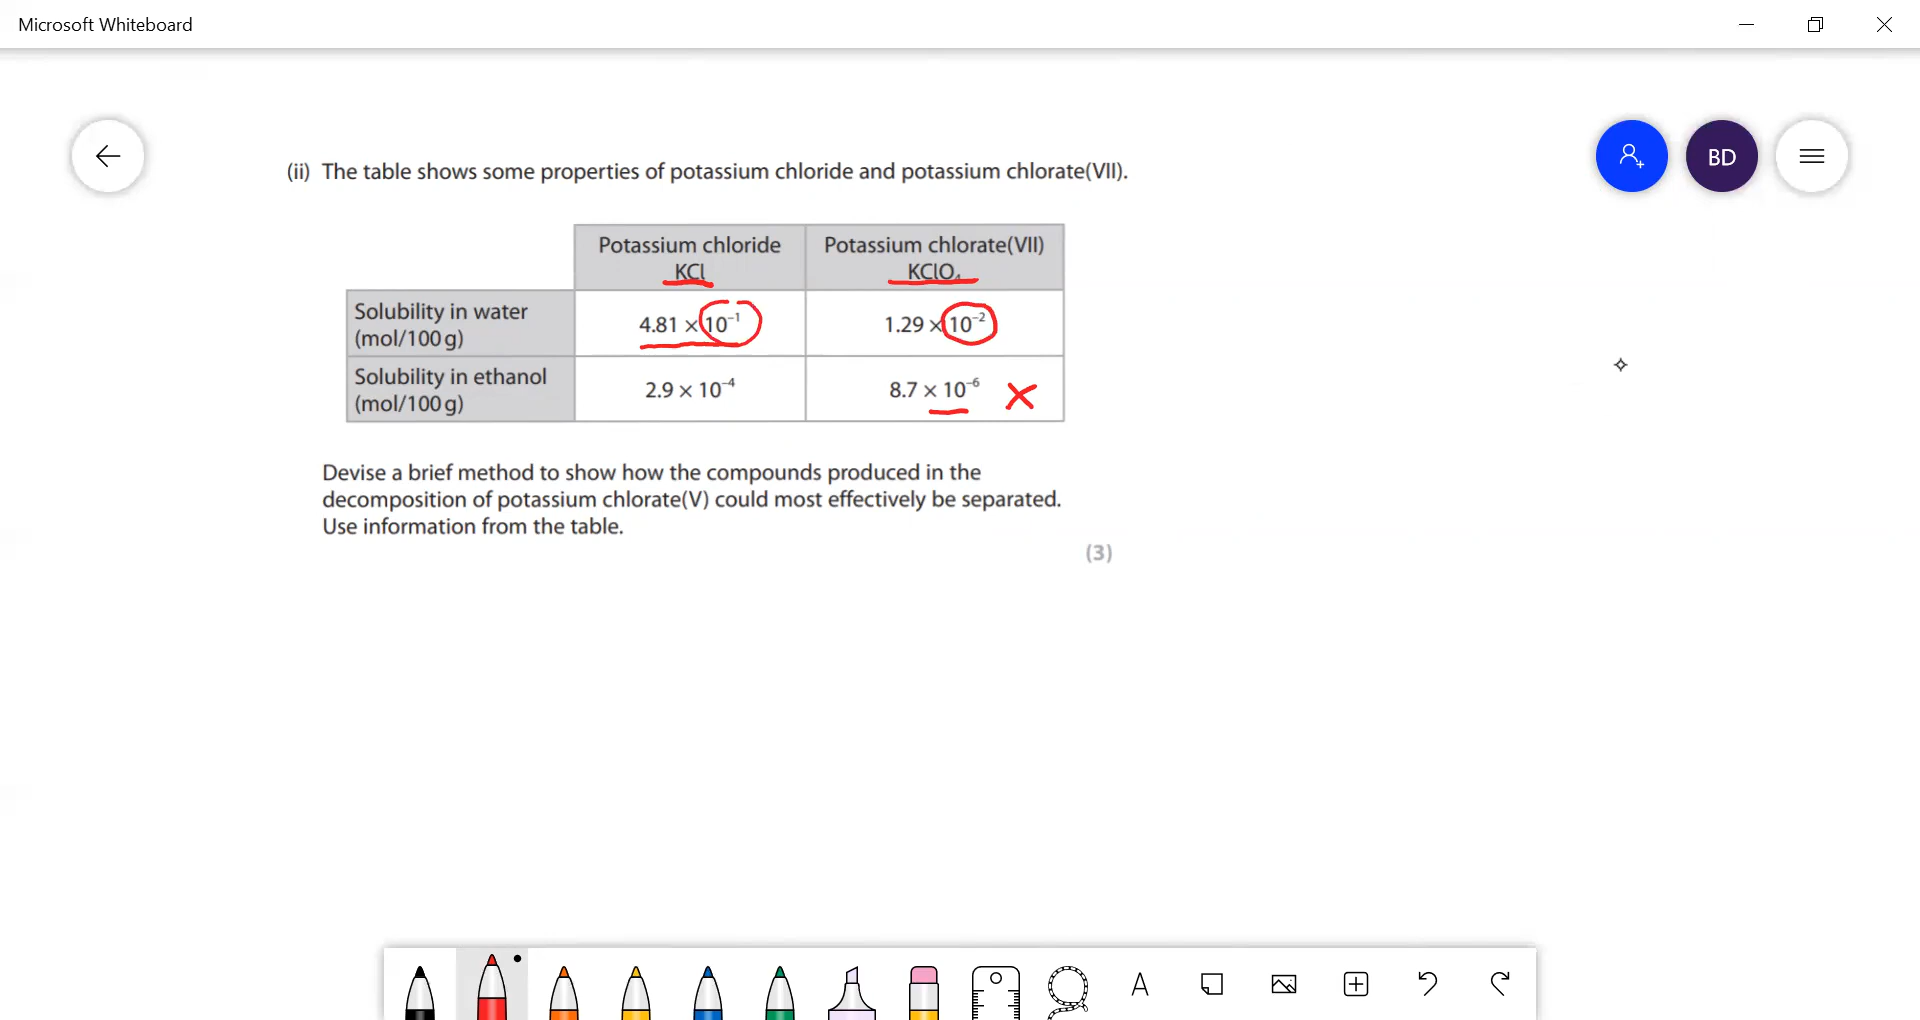 Microsoft Whiteboard
BD
(ii) The table shows some properties of potassium chloride and potassium chlorate(VII).
Potassium chloride
KCl
Potassium chlorate(VII)
KClO₄
Solubility in water
(mol/100 g)
4.81 × 10⁻¹
1.29 × 10⁻²
Solubility in ethanol
(mol/100 g)
2.9 × 10⁻⁴
8.7 × 10⁻⁶
Devise a brief method to show how the compounds produced in the
decomposition of potassium chlorate(V) could most effectively be separated.
Use information from the table.
(3)
A